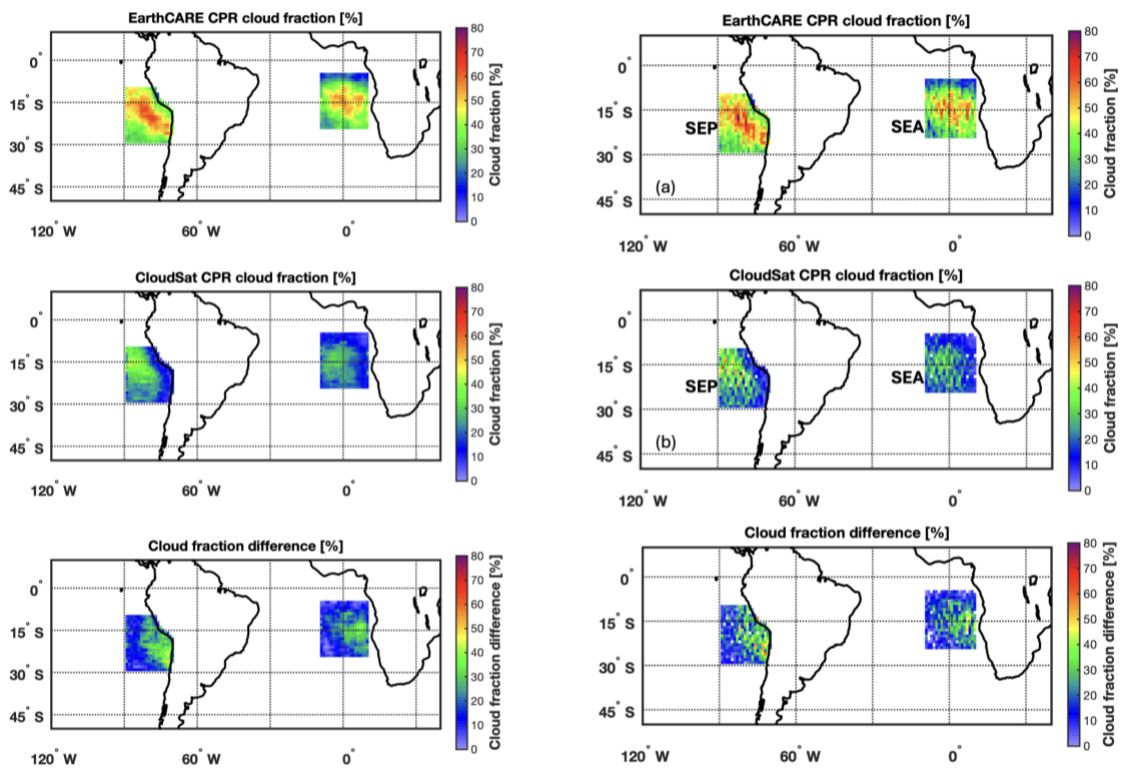 EarthCARE CPR cloud fraction [%]
0°
15° S
30° S
45° S
120° W
60° W
0°
80
70
60
50
40
30
20
10
0
Cloud fraction [%]
EarthCARE CPR cloud fraction [%]
0°
15° S
30° S
45° S
SEP
SEA
(a)
120° W
60° W
0°
80
70
60
50
40
30
20
10
0
Cloud fraction [%]
CloudSat CPR cloud fraction [%]
0°
15° S
30° S
45° S
120° W
60° W
0°
80
70
60
50
40
30
20
10
0
Cloud fraction [%]
CloudSat CPR cloud fraction [%]
0°
15° S
30° S
45° S
SEP
SEA
(b)
120° W
60° W
0°
80
70
60
50
40
30
20
10
0
Cloud fraction [%]
Cloud fraction difference [%]
0°
15° S
30° S
45° S
120° W
60° W
0°
80
70
60
50
40
30
20
10
0
Cloud fraction difference [%]
Cloud fraction difference [%]
0°
15° S
30° S
45° S
120° W
60° W
0°
80
70
60
50
40
30
20
10
0
Cloud fraction difference [%]